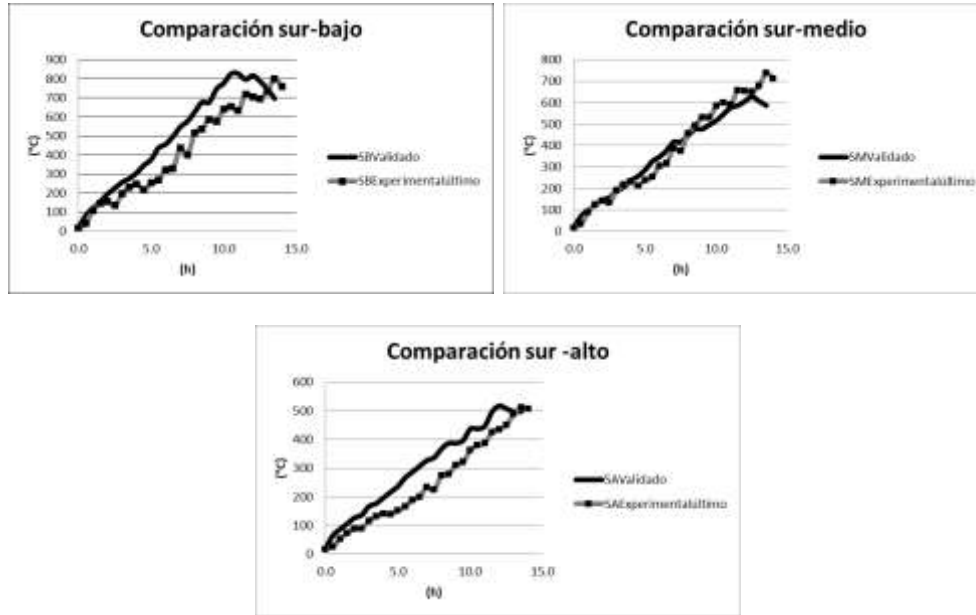 Comparación sur-bajo
900
800
700
600
500
400
300
200
100
0
(°C)
0.0 5.0 10.0 15.0
(h)
SBValidado
SBExperimentalúltimo
Comparación sur-medio
800
700
600
500
400
300
200
100
0
(°C)
0.0 5.0 10.0 15.0
(h)
SMValidado
SMExperimentalúltimo
Comparación sur -alto
600
500
400
300
200
100
0
(°C)
0.0 5.0 10.0 15.0
(h)
SAValidado
SAExperimentalúltimo